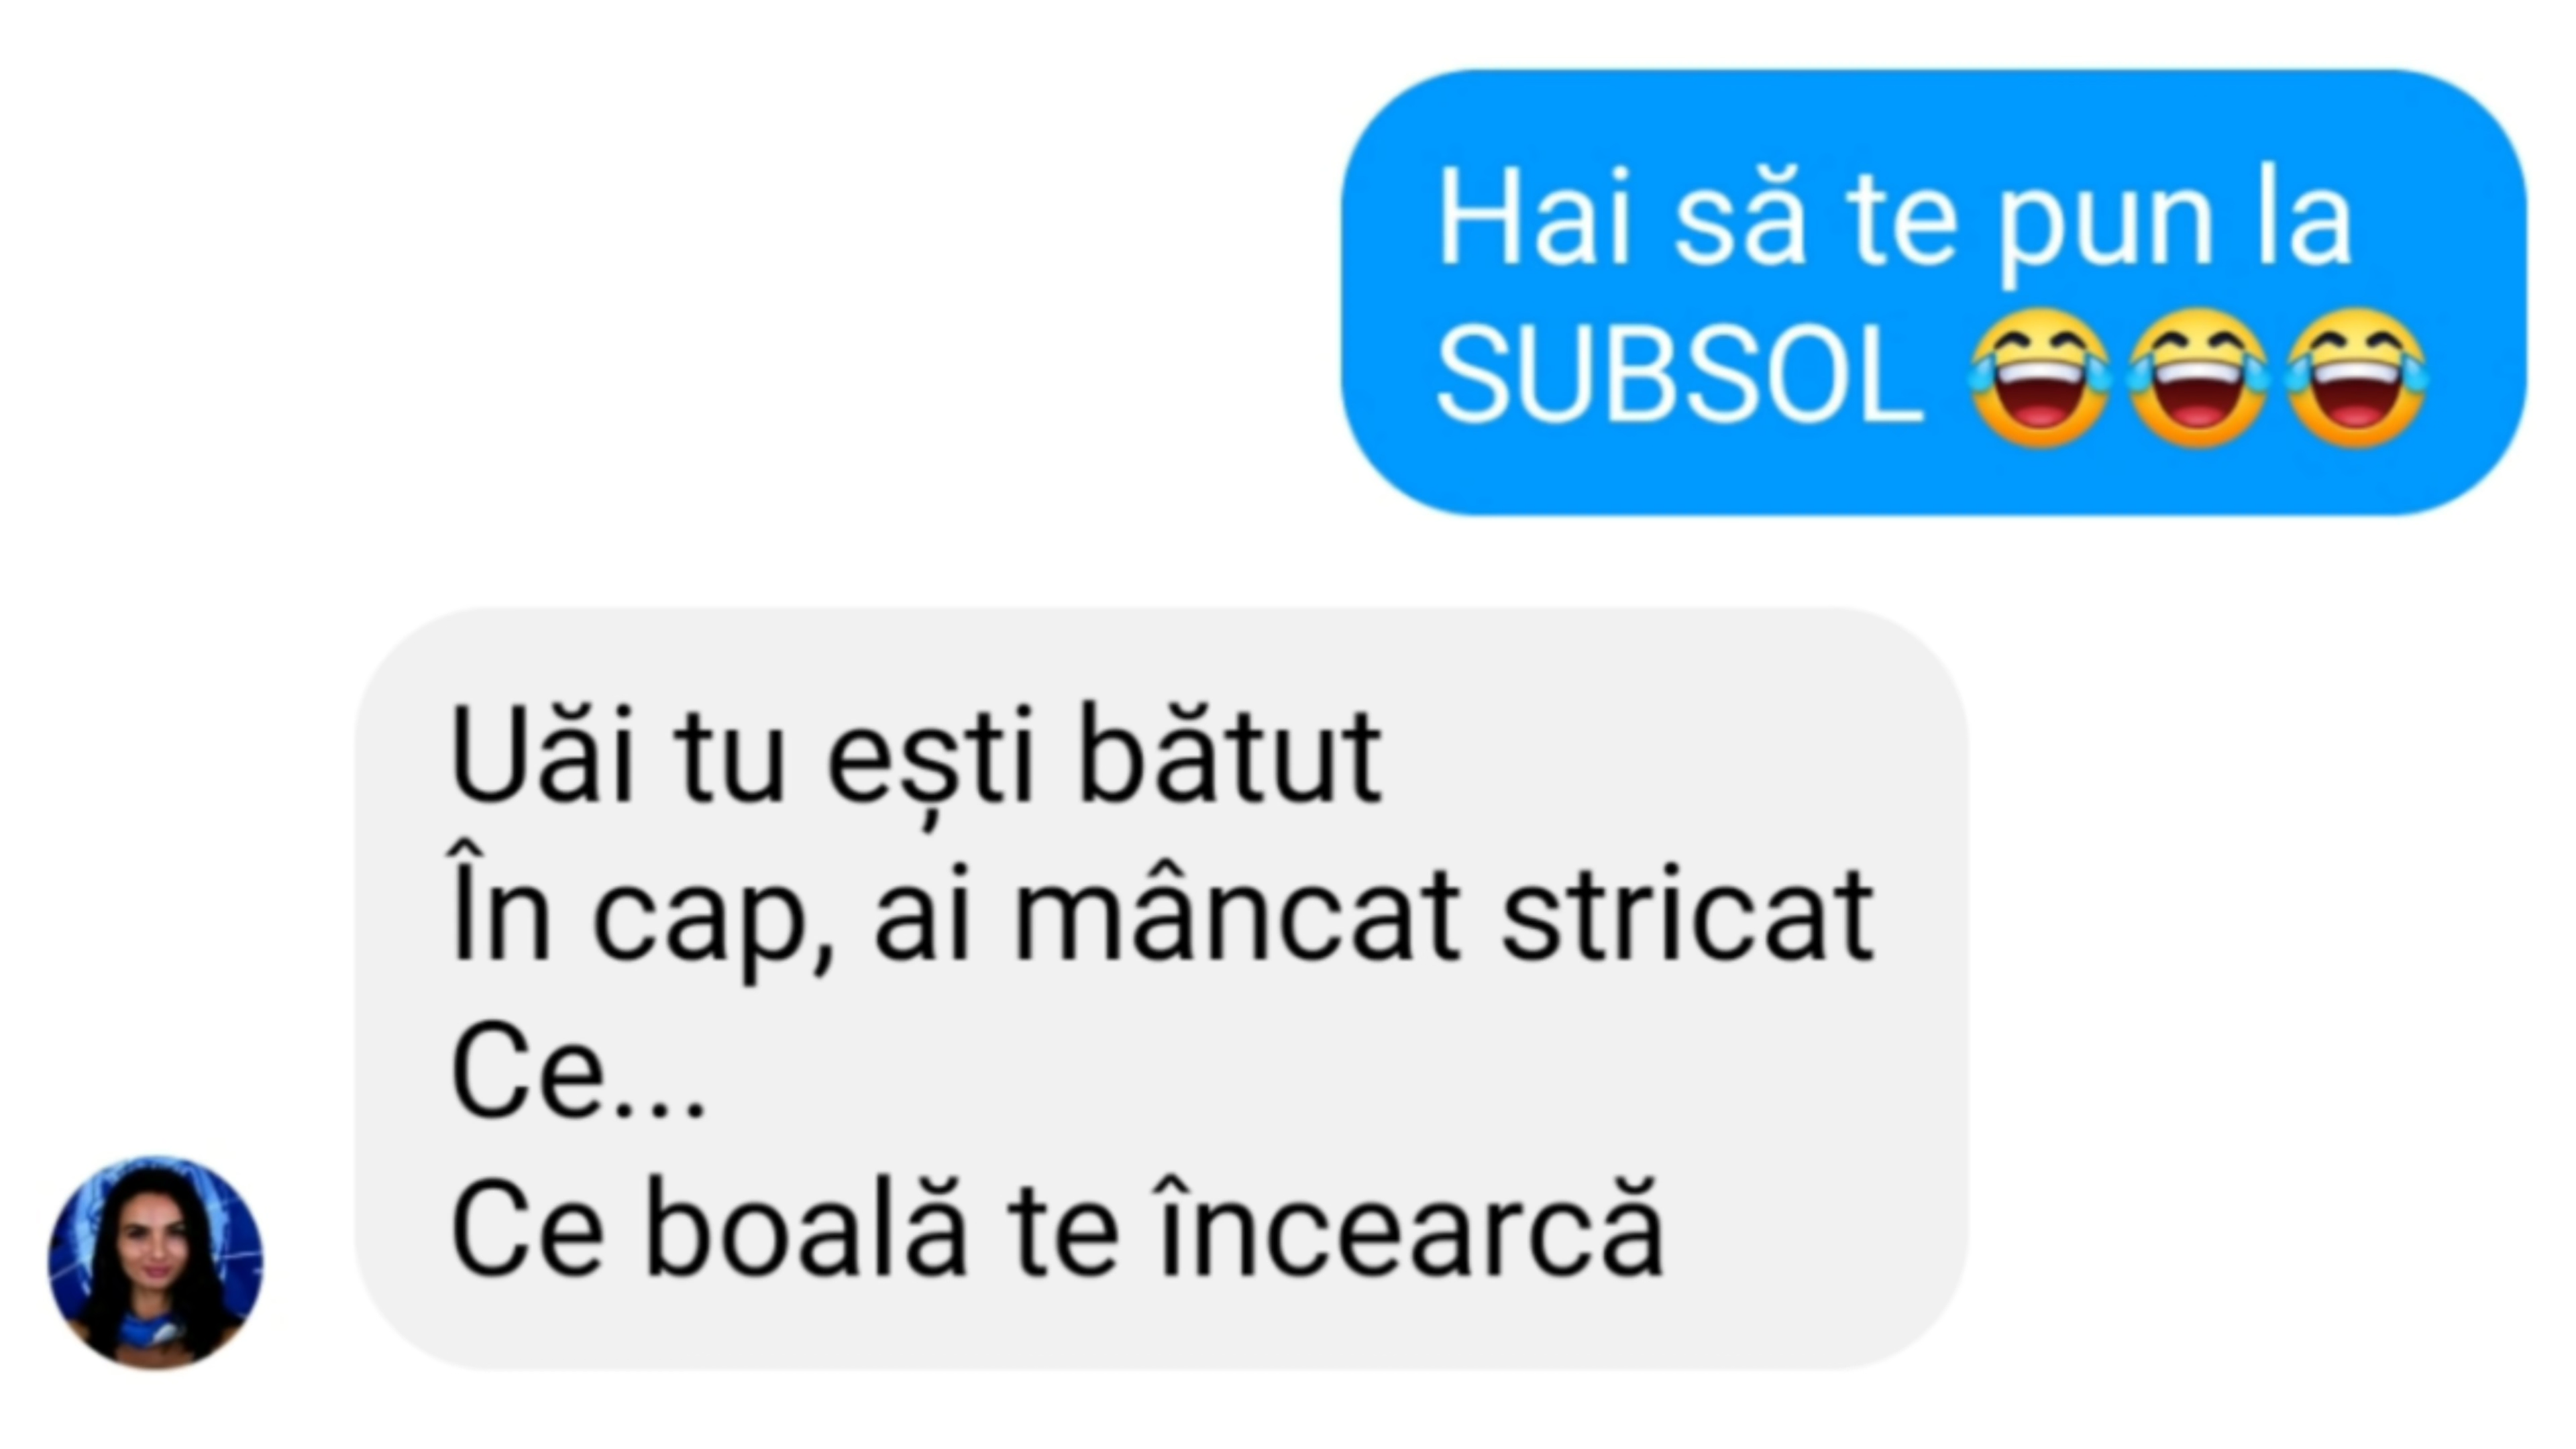 Hai să te pun la
SUBSOL 😂😂😂
Uăi tu ești bătut
În cap, ai mâncat stricat
Ce...
Ce boală te încearcă